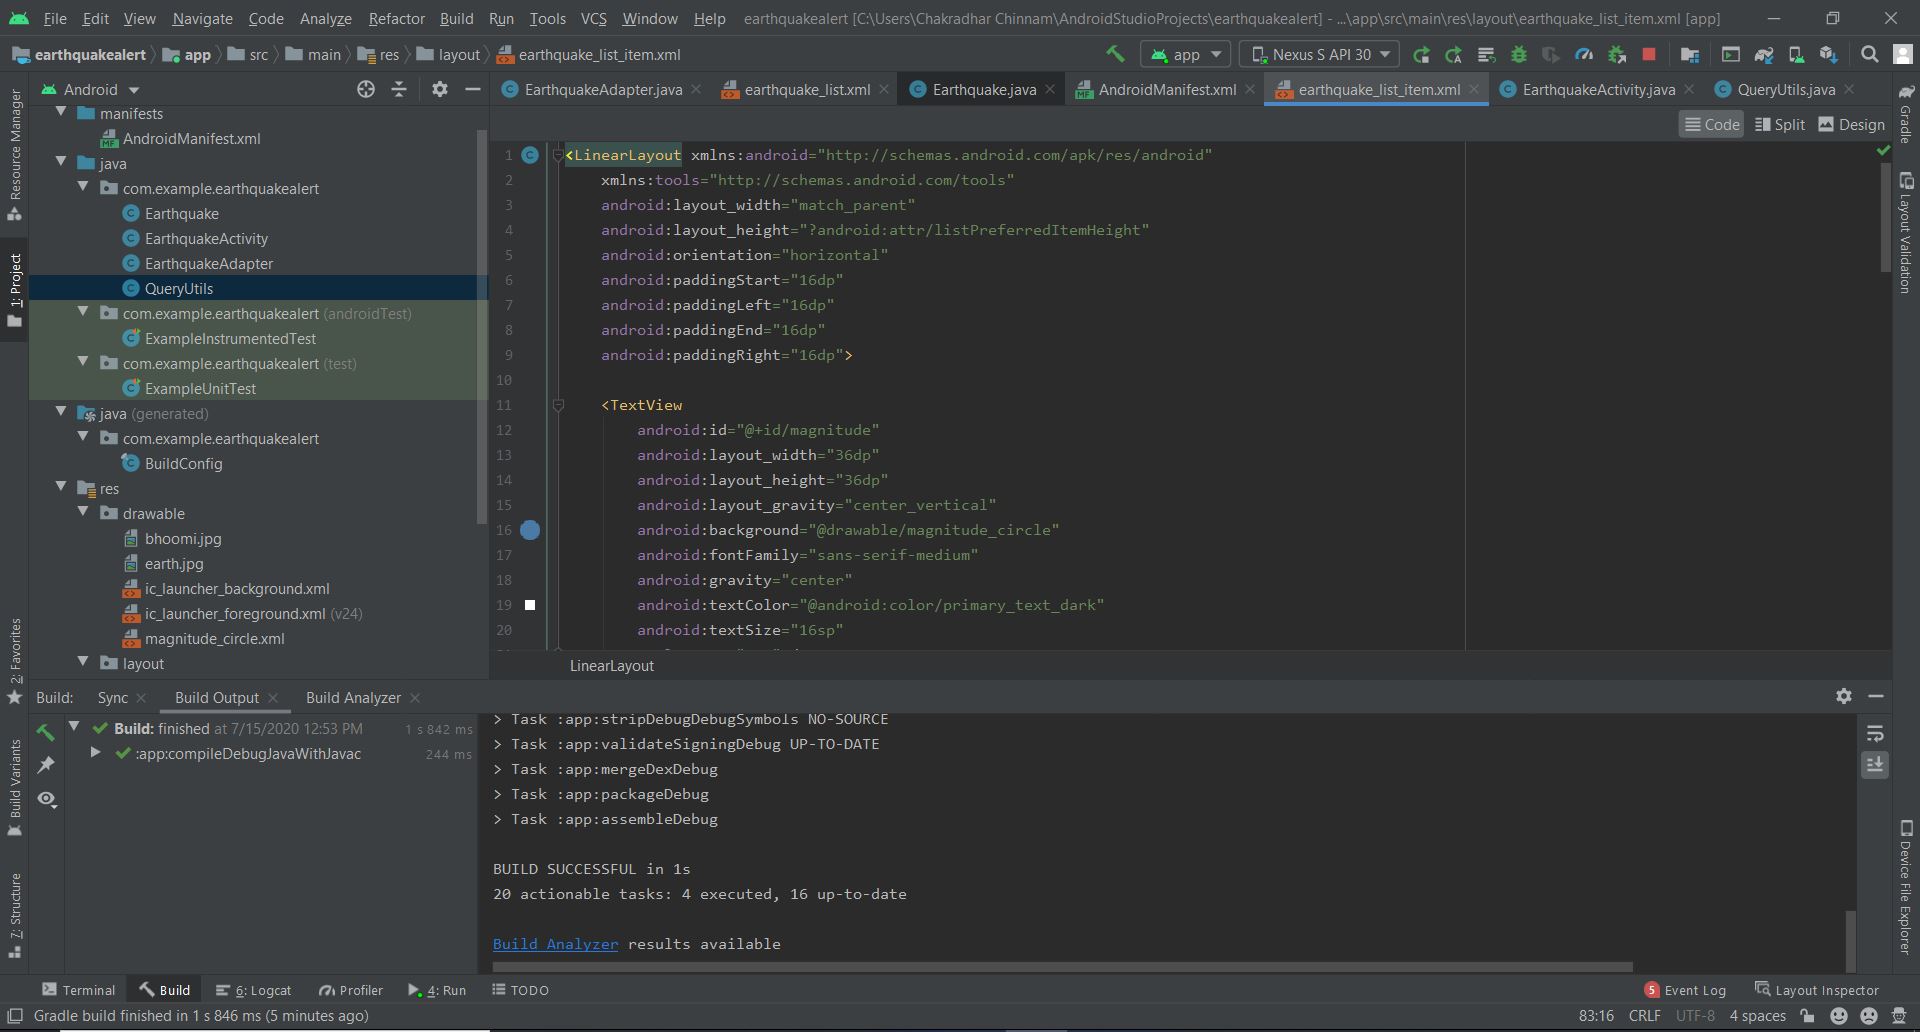 File Edit View Navigate Code Analyze Refactor Build Run Tools VCS Window Help earthquakealert [C:\Users\Chakradhar Chinnam\AndroidStudioProjects\earthquakealert] - ...\app\src\main\res\layout\earthquake_list_item.xml [app]
earthquakealert app src main res layout earthquake_list_item.xml app Nexus S API 30
Android
EarthquakeAdapter.java earthquake_list.xml Earthquake.java AndroidManifest.xml earthquake_list_item.xml EarthquakeActivity.java QueryUtils.java
Code Split Design
Resource Manager
1: Project
2: Favorites
Build Variants
7: Structure
manifests
AndroidManifest.xml
java
com.example.earthquakealert
Earthquake
EarthquakeActivity
EarthquakeAdapter
QueryUtils
com.example.earthquakealert (androidTest)
ExampleInstrumentedTest
com.example.earthquakealert (test)
ExampleUnitTest
java (generated)
com.example.earthquakealert
BuildConfig
res
drawable
bhoomi.jpg
earth.jpg
ic_launcher_background.xml
ic_launcher_foreground.xml (v24)
magnitude_circle.xml
layout
1 <LinearLayout xmlns:android="http://schemas.android.com/apk/res/android"
2 xmlns:tools="http://schemas.android.com/tools"
3 android:layout_width="match_parent"
4 android:layout_height="?android:attr/listPreferredItemHeight"
5 android:orientation="horizontal"
6 android:paddingStart="16dp"
7 android:paddingLeft="16dp"
8 android:paddingEnd="16dp"
9 android:paddingRight="16dp">
10
11 <TextView
12 android:id="@+id/magnitude"
13 android:layout_width="36dp"
14 android:layout_height="36dp"
15 android:layout_gravity="center_vertical"
16 android:background="@drawable/magnitude_circle"
17 android:fontFamily="sans-serif-medium"
18 android:gravity="center"
19 android:textColor="@android:color/primary_text_dark"
20 android:textSize="16sp"
LinearLayout
Gradle
Layout Validation
Device File Explorer
Build: Sync Build Output Build Analyzer
Build: finished at 7/15/2020 12:53 PM 1 s 842 ms
:app:compileDebugJavaWithJavac 244 ms
> Task :app:stripDebugDebugSymbols NO-SOURCE
> Task :app:validateSigningDebug UP-TO-DATE
> Task :app:mergeDexDebug
> Task :app:packageDebug
> Task :app:assembleDebug
BUILD SUCCESSFUL in 1s
20 actionable tasks: 4 executed, 16 up-to-date
Build Analyzer results available
Terminal Build 6: Logcat Profiler 4: Run TODO 5 Event Log Layout Inspector
Gradle build finished in 1 s 846 ms (5 minutes ago) 83:16 CRLF UTF-8 4 spaces